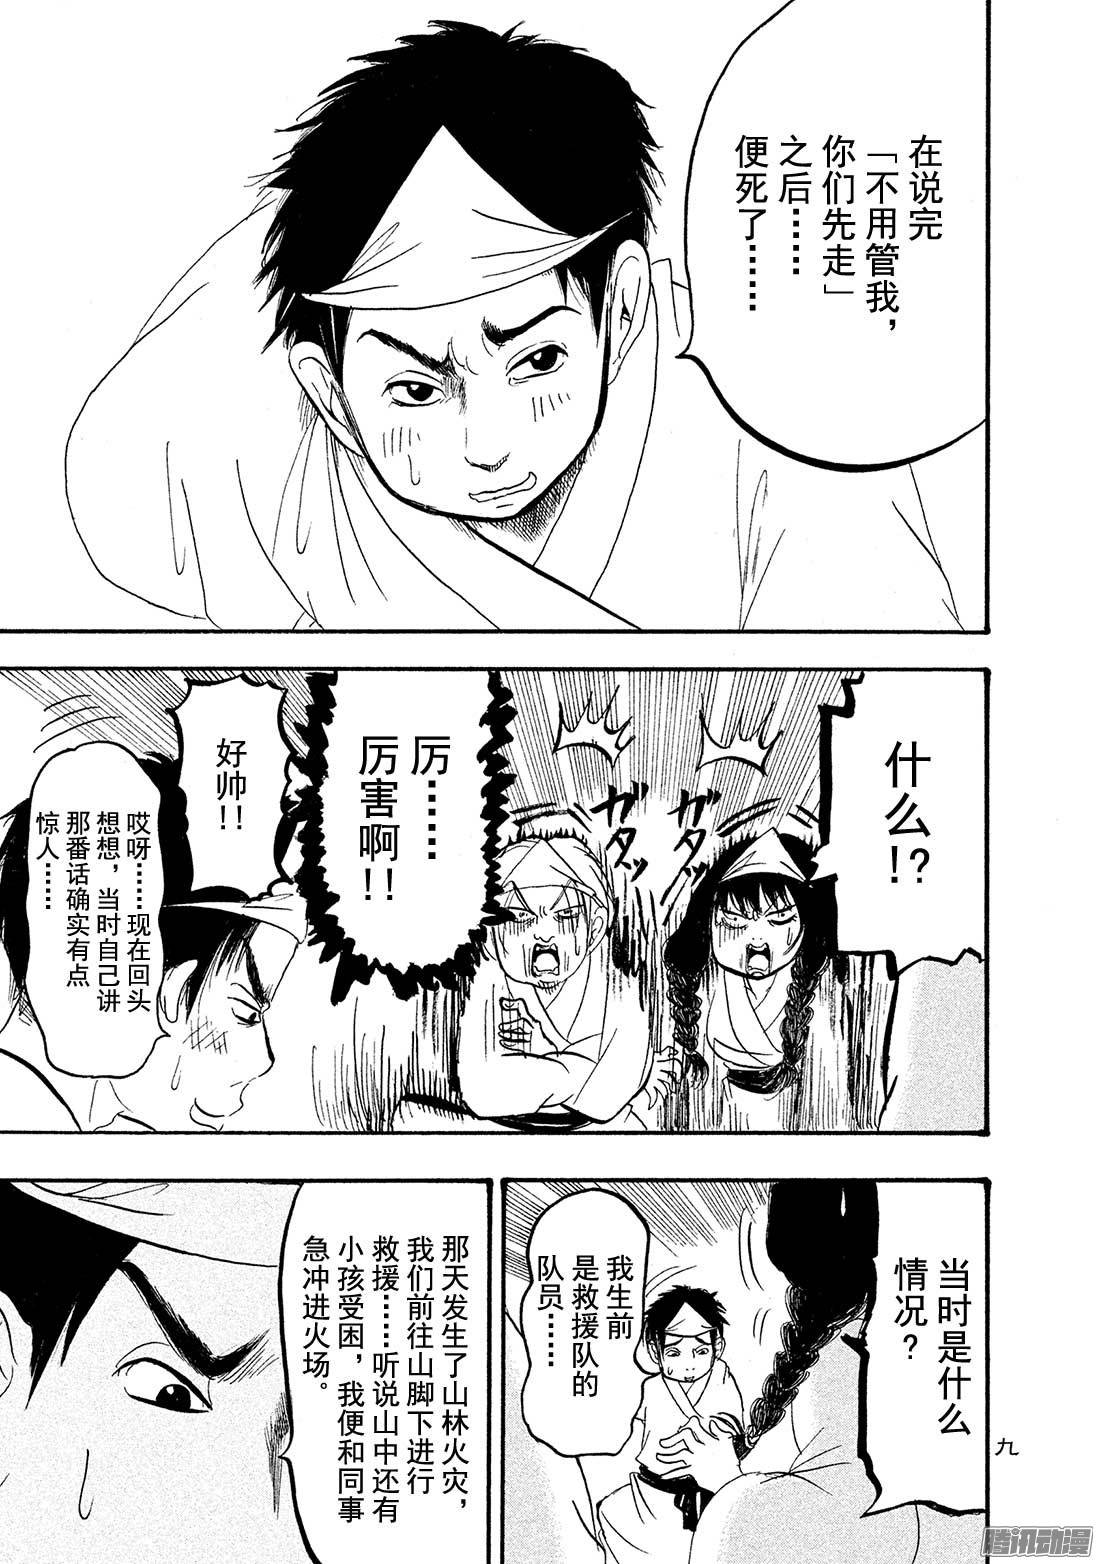 在说完
「不用管我，
你们先走」
之后……
便死了……
什么!?
ガタッ
ガタッ
厉……
厉害啊!!
好帅!!
哎呀……现在回头
想想，当时自己讲
那番话确实有点
惊人……
当时是什么
情况？
我生前
是救援队的
队员……
那天发生了山林火灾，
我们前往山脚下进行
救援……听说山中还有
小孩受困，我便和同事
急冲进火场。
九
腾讯动漫